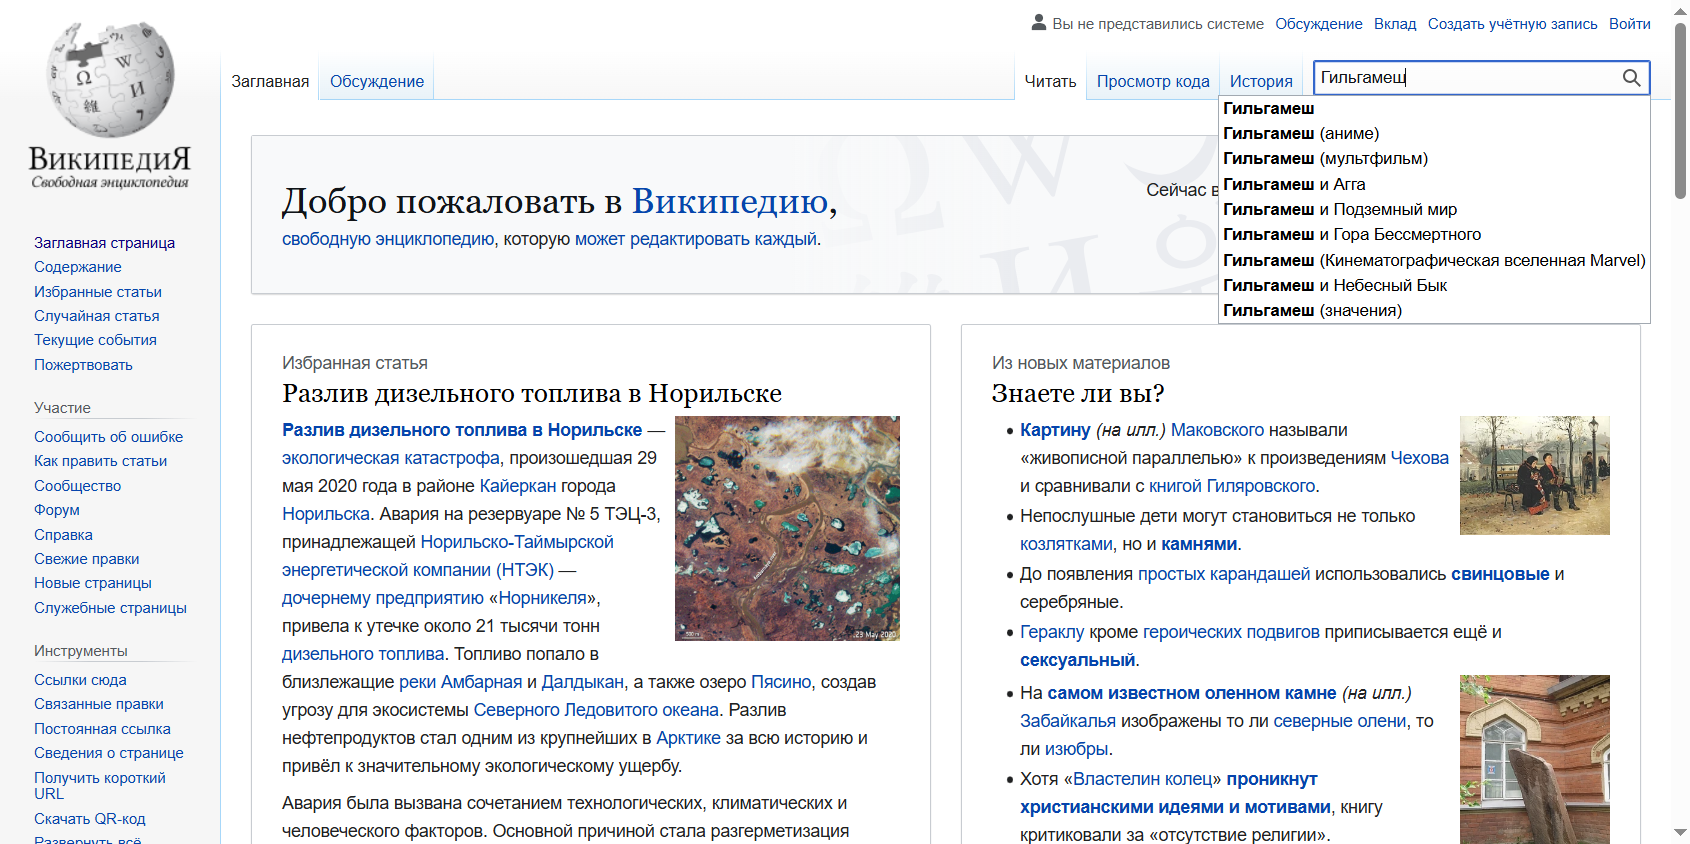 Вы не представились системе Обсуждение Вклад Создать учётную запись Войти
Заглавная Обсуждение Читать Просмотр кода История Гильгамеш
Гильгамеш
Гильгамеш (аниме)
Гильгамеш (мультфильм)
Гильгамеш и Агга
Гильгамеш и Подземный мир
Гильгамеш и Гора Бессмертного
Гильгамеш (Кинематографическая вселенная Marvel)
Гильгамеш и Небесный Бык
Гильгамеш (значения)
ВикипедиЯ
Свободная энциклопедия
Заглавная страница
Содержание
Избранные статьи
Случайная статья
Текущие события
Пожертвовать
Участие
Сообщить об ошибке
Как править статьи
Сообщество
Форум
Справка
Свежие правки
Новые страницы
Служебные страницы
Инструменты
Ссылки сюда
Связанные правки
Постоянная ссылка
Сведения о странице
Получить короткий
URL
Скачать QR-код
Развернуть всё
Добро пожаловать в Википедию,
свободную энциклопедию, которую может редактировать каждый.
Сейчас в
Избранная статья
Разлив дизельного топлива в Норильске
Разлив дизельного топлива в Норильске —
экологическая катастрофа, произошедшая 29
мая 2020 года в районе Кайеркан города
Норильска. Авария на резервуаре № 5 ТЭЦ-3,
принадлежащей Норильско-Таймырской
энергетической компании (НТЭК) —
дочернему предприятию «Норникеля»,
привела к утечке около 21 тысячи тонн
дизельного топлива. Топливо попало в
близлежащие реки Амбарная и Далдыкан, а также озеро Пясино, создав
угрозу для экосистемы Северного Ледовитого океана. Разлив
нефтепродуктов стал одним из крупнейших в Арктике за всю историю и
привёл к значительному экологическому ущербу.
Авария была вызвана сочетанием технологических, климатических и
человеческого факторов. Основной причиной стала разгерметизация
23 May 2020
Из новых материалов
Знаете ли вы?
Картину (на илл.) Маковского называли
«живописной параллелью» к произведениям Чехова
и сравнивали с книгой Гиляровского.
Непослушные дети могут становиться не только
козлятками, но и камнями.
До появления простых карандашей использовались свинцовые и
серебряные.
Гераклу кроме героических подвигов приписывается ещё и
сексуальный.
На самом известном оленном камне (на илл.)
Забайкалья изображены то ли северные олени, то
ли изюбры.
Хотя «Властелин колец» проникнут
христианскими идеями и мотивами, книгу
критиковали за «отсутствие религии».